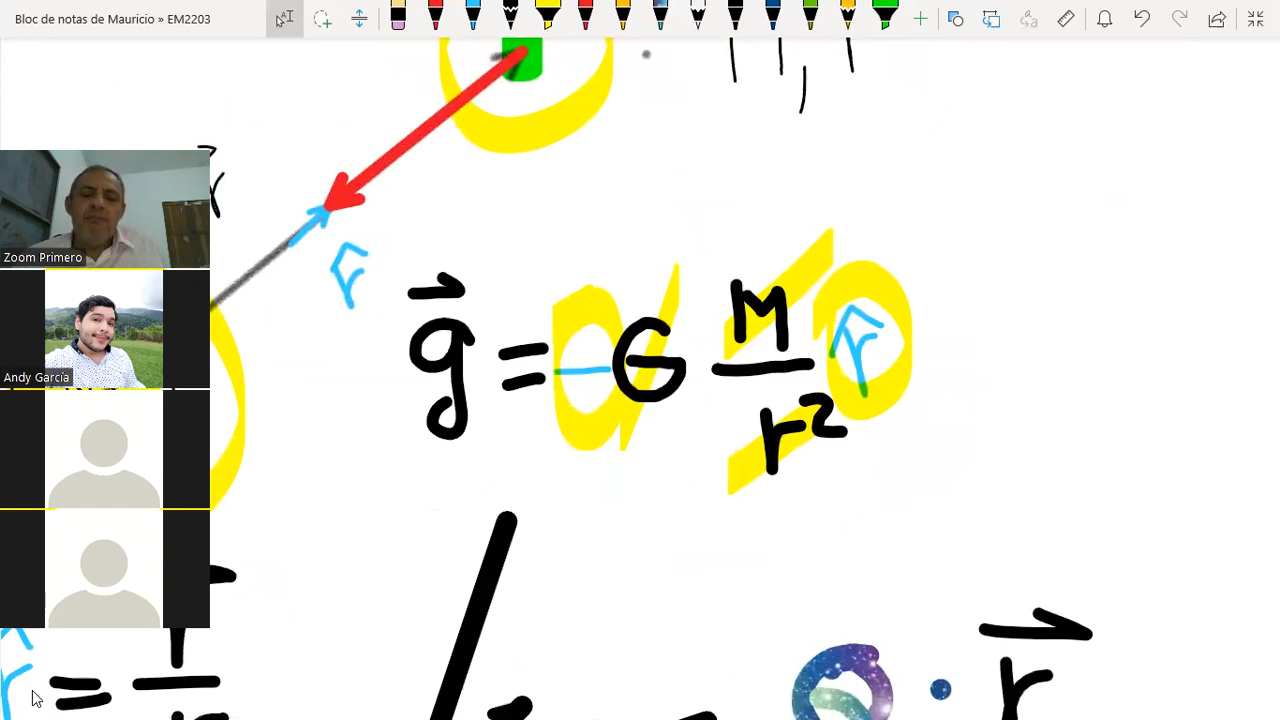 Bloc de notas de Mauricio » EM2203
Zoom Primero
r̂
Andy García
g⃗ = - G M/r² r̂
r̂ =
· r⃗